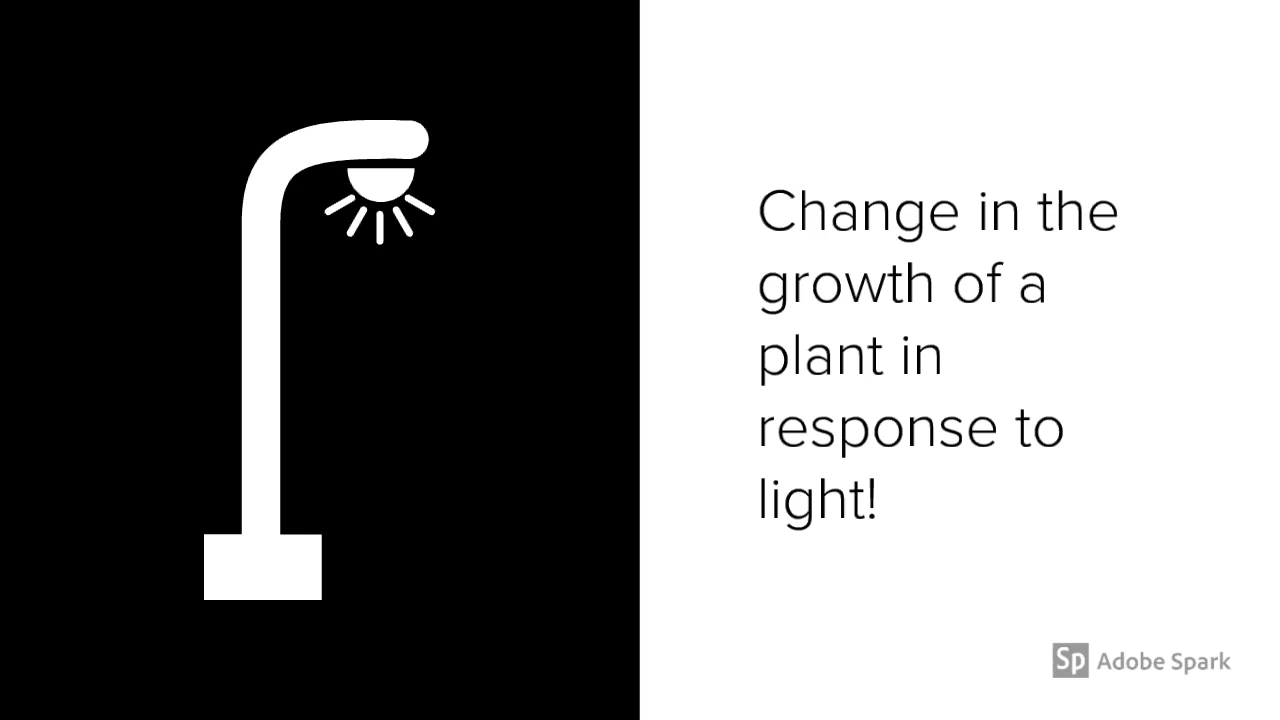 Change in the
growth of a
plant in
response to
light!
Sp Adobe Spark